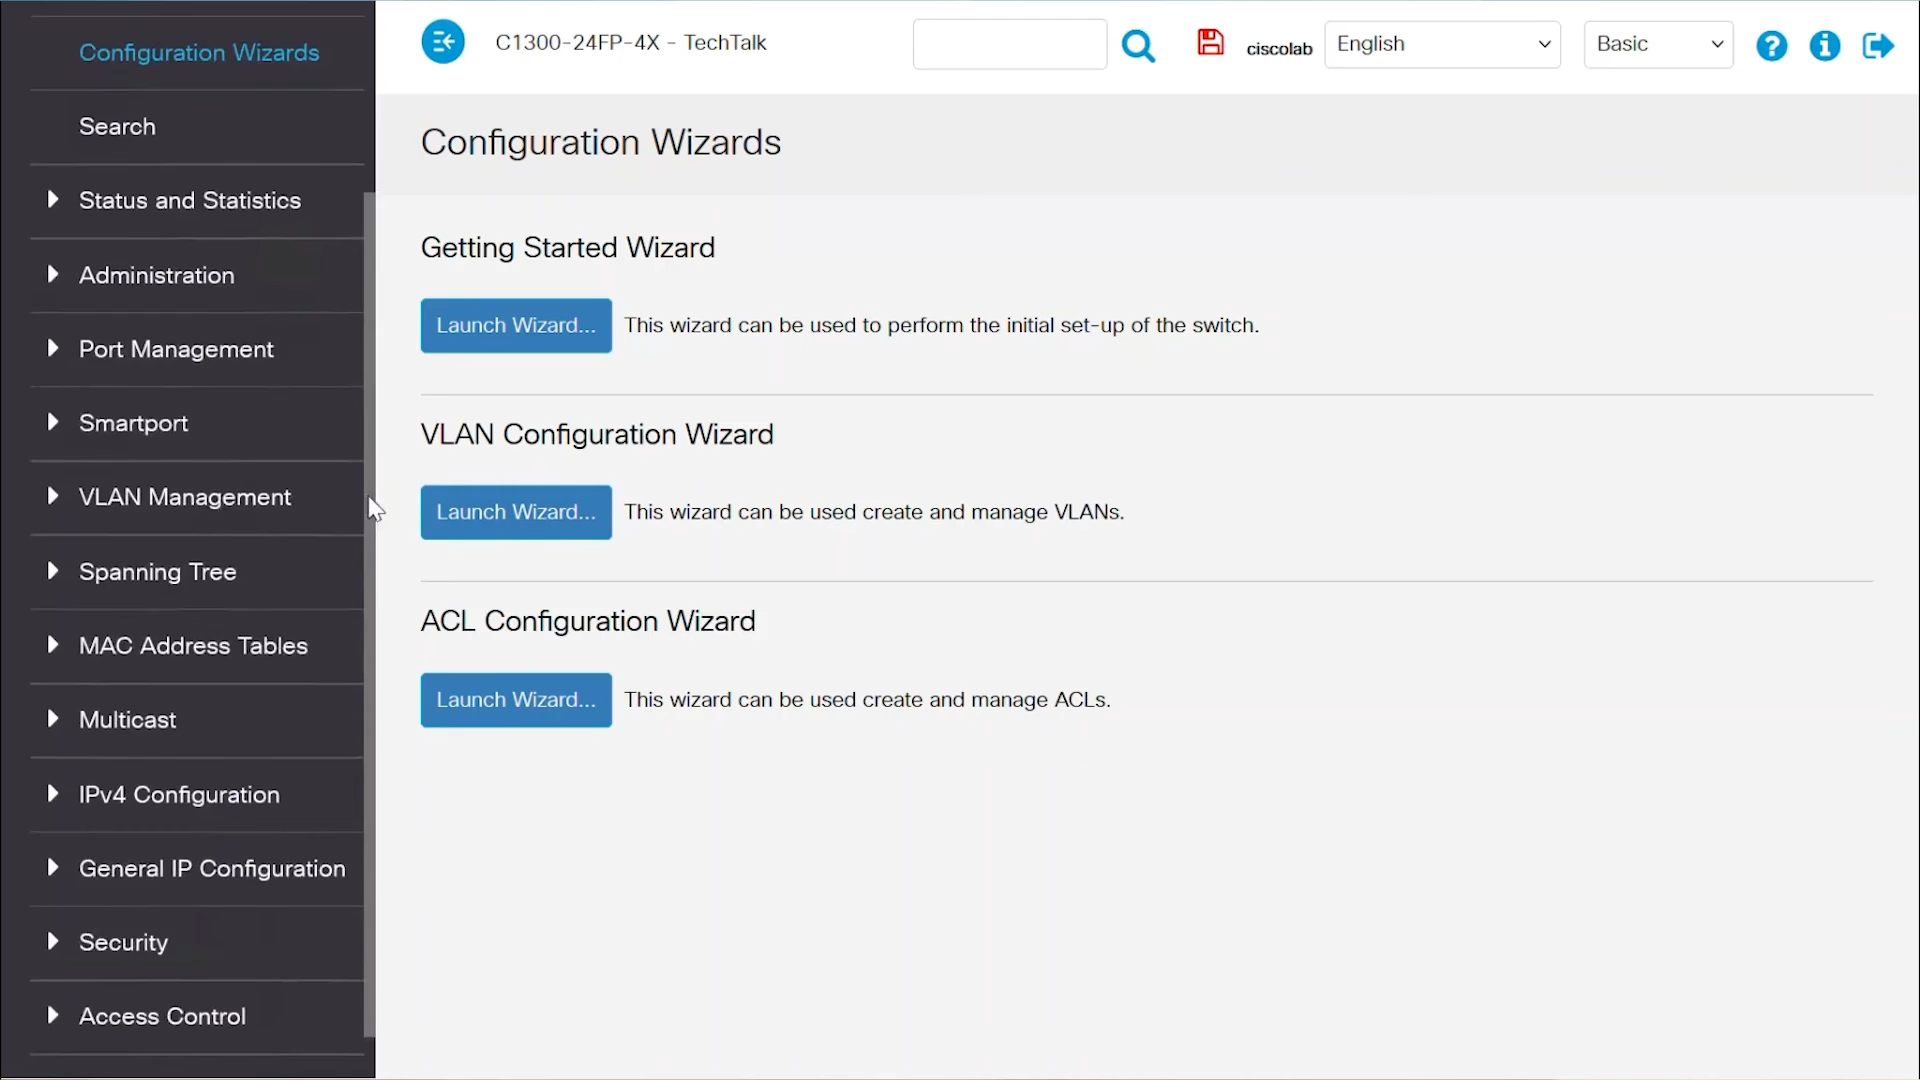 Configuration Wizards
Search
Status and Statistics
Administration
Port Management
Smartport
VLAN Management
Spanning Tree
MAC Address Tables
Multicast
IPv4 Configuration
General IP Configuration
Security
Access Control
C1300-24FP-4X - TechTalk
ciscolab
English
Basic
Configuration Wizards
Getting Started Wizard
Launch Wizard... This wizard can be used to perform the initial set-up of the switch.
VLAN Configuration Wizard
Launch Wizard... This wizard can be used create and manage VLANs.
ACL Configuration Wizard
Launch Wizard... This wizard can be used create and manage ACLs.